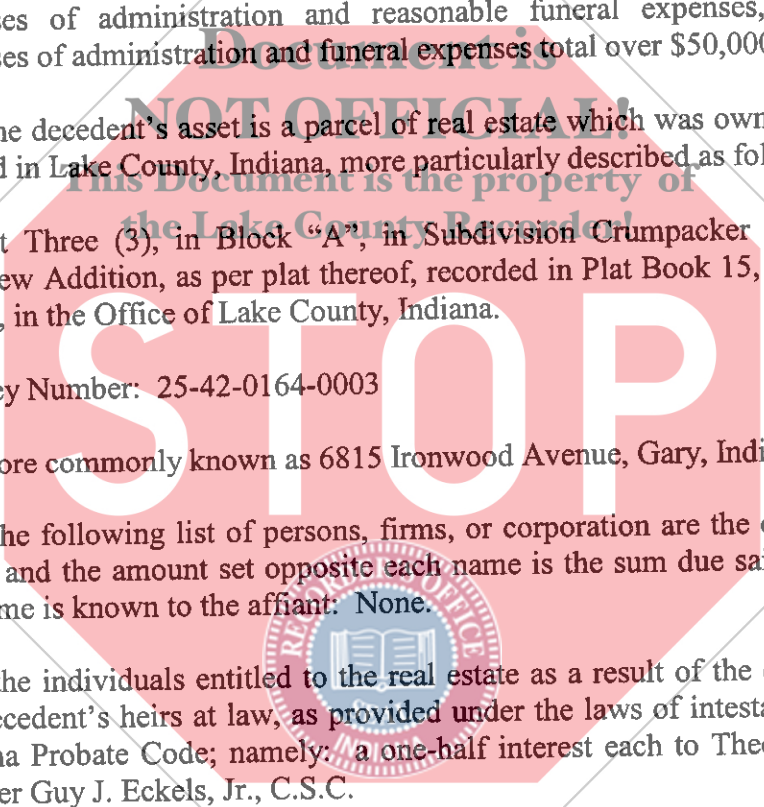 ses of administration and reasonable funeral expenses,
ses of administration and funeral expenses total over $50,000
Document is
NOT OFFICIAL!
ne decedent's asset is a parcel of real estate which was own
d in Lake County, Indiana, more particularly described as fol
This Document is the property of
the Lake County Recorder!
t Three (3), in Block "A", in Subdivision Crumpacker
ew Addition, as per plat thereof, recorded in Plat Book 15,
, in the Office of Lake County, Indiana.
STOP
ey Number: 25-42-0164-0003
ore commonly known as 6815 Ironwood Avenue, Gary, Indi
he following list of persons, firms, or corporation are the
and the amount set opposite each name is the sum due sai
me is known to the affiant: None.
the individuals entitled to the real estate as a result of the
ecedent's heirs at law, as provided under the laws of intesta
na Probate Code; namely: a one-half interest each to Thee
er Guy J. Eckels, Jr., C.S.C.
INDIANA